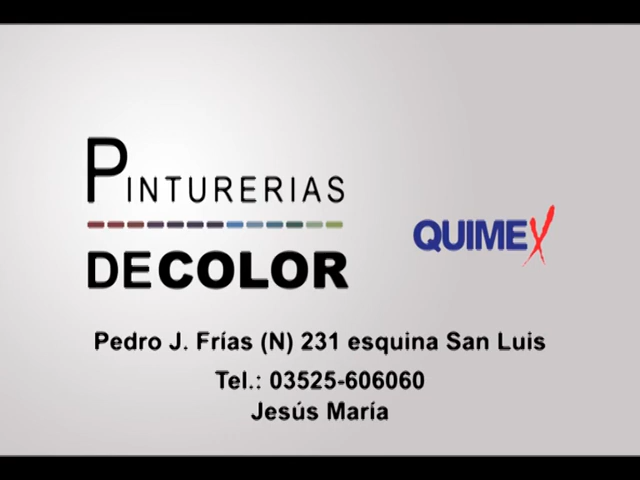 PINTURERIAS
DECOLOR
QUIMEX
Pedro J. Frías (N) 231 esquina San Luis
Tel.: 03525-606060
Jesús María